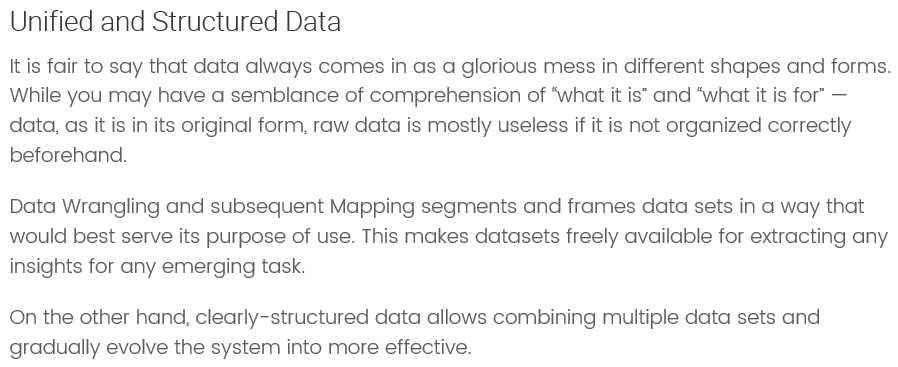 Unified and Structured Data
It is fair to say that data always comes in as a glorious mess in different shapes and forms.
While you may have a semblance of comprehension of “what it is” and “what it is for” —
data, as it is in its original form, raw data is mostly useless if it is not organized correctly
beforehand.
Data Wrangling and subsequent Mapping segments and frames data sets in a way that
would best serve its purpose of use. This makes datasets freely available for extracting any
insights for any emerging task.
On the other hand, clearly-structured data allows combining multiple data sets and
gradually evolve the system into more effective.